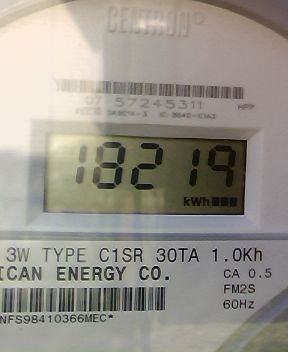 CENTRON
07 57245311 HPP
18219
kWh
3W TYPE C1SR 30TA 1.0Kh
ICAN ENERGY CO. CA 0.5
FM2S
60Hz
NFS98410366MEC*